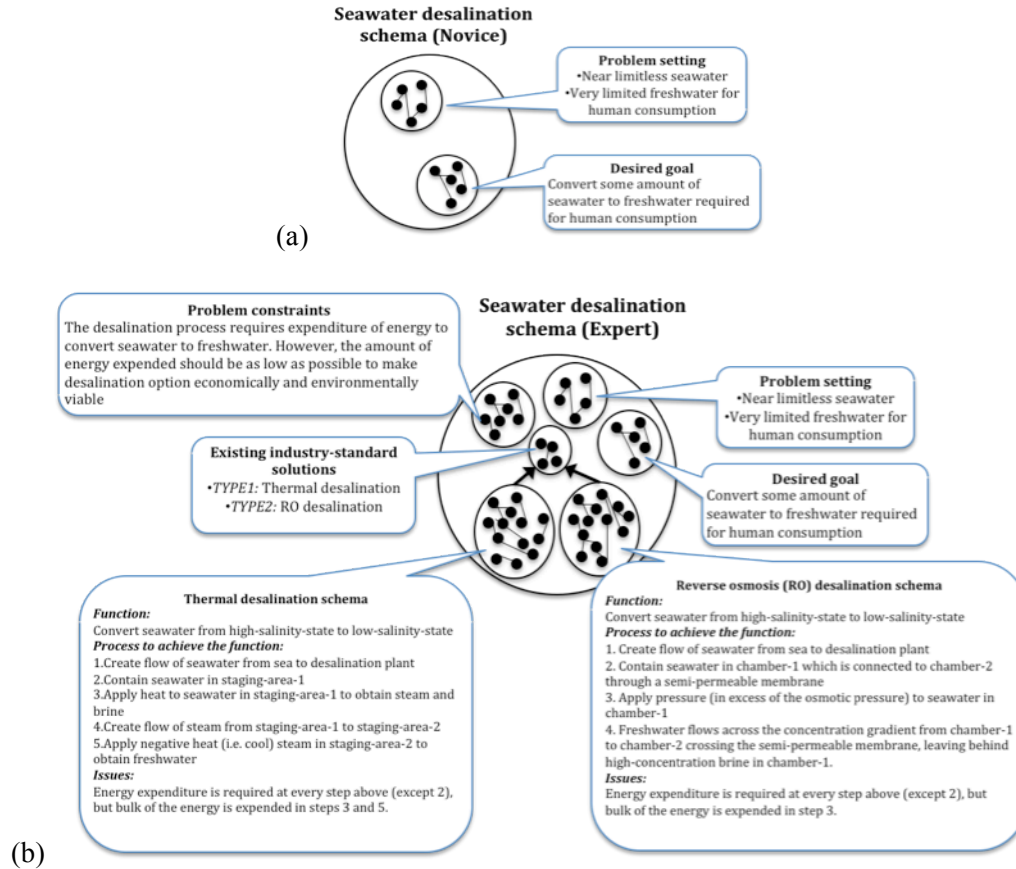 Seawater desalination
schema (Novice)
Problem setting
•Near limitless seawater
•Very limited freshwater for
human consumption
Desired goal
Convert some amount of
seawater to freshwater required
for human consumption
(a)
Seawater desalination
schema (Expert)
Problem constraints
The desalination process requires expenditure of energy to
convert seawater to freshwater. However, the amount of
energy expended should be as low as possible to make
desalination option economically and environmentally
viable
Problem setting
•Near limitless seawater
•Very limited freshwater for
human consumption
Existing industry-standard
solutions
•TYPE1: Thermal desalination
•TYPE2: RO desalination
Desired goal
Convert some amount of
seawater to freshwater required
for human consumption
Thermal desalination schema
Function:
Convert seawater from high-salinity-state to low-salinity-state
Process to achieve the function:
1.Create flow of seawater from sea to desalination plant
2.Contain seawater in staging-area-1
3.Apply heat to seawater in staging-area-1 to obtain steam and
brine
4.Create flow of steam from staging-area-1 to staging-area-2
5.Apply negative heat (i.e. cool) steam in staging-area-2 to
obtain freshwater
Issues:
Energy expenditure is required at every step above (except 2),
but bulk of the energy is expended in steps 3 and 5.
Reverse osmosis (RO) desalination schema
Function:
Convert seawater from high-salinity-state to low-salinity-state
Process to achieve the function:
1. Create flow of seawater from sea to desalination plant
2. Contain seawater in chamber-1 which is connected to chamber-2
through a semi-permeable membrane
3. Apply pressure (in excess of the osmotic pressure) to seawater in
chamber-1
4. Freshwater flows across the concentration gradient from chamber-1
to chamber-2 crossing the semi-permeable membrane, leaving behind
high-concentration brine in chamber-1.
Issues:
Energy expenditure is required at every step above (except 2), but
bulk of the energy is expended in step 3.
(b)